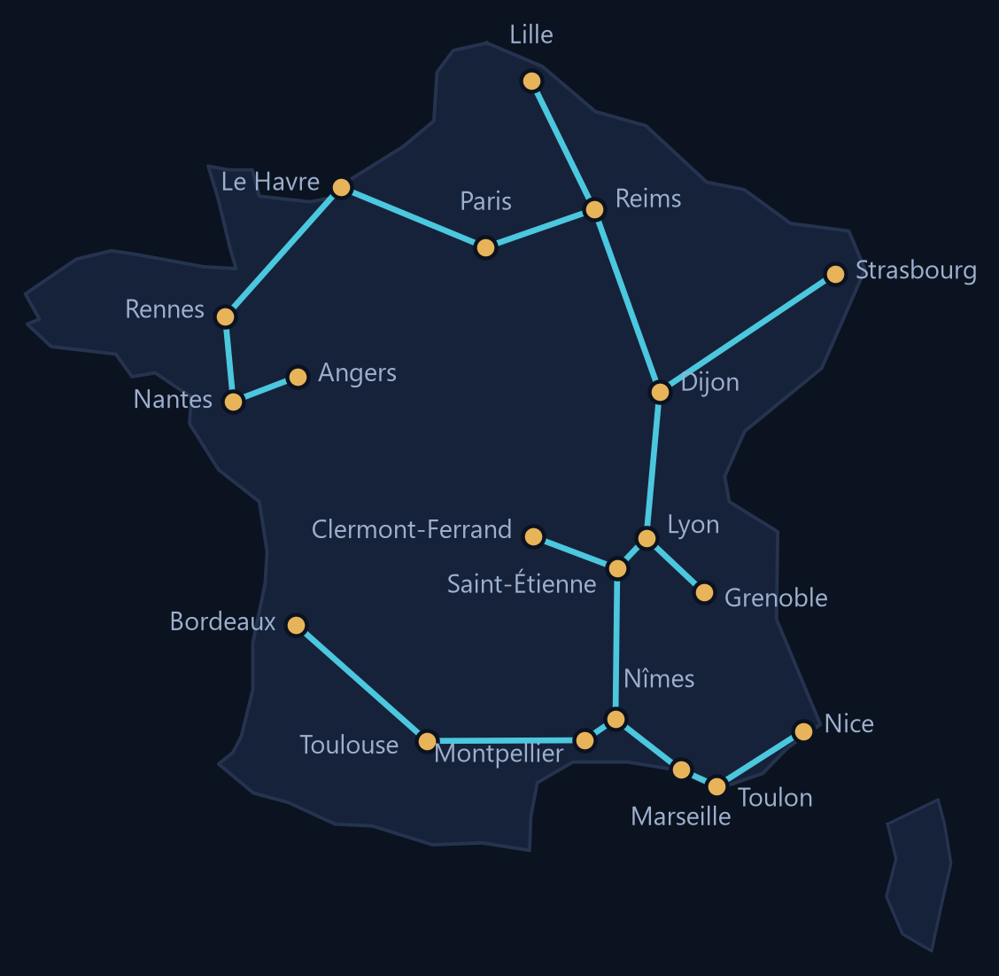 Lille
Le Havre
Paris
Reims
Strasbourg
Rennes
Angers
Dijon
Nantes
Clermont-Ferrand
Lyon
Saint-Étienne
Grenoble
Bordeaux
Nîmes
Nice
Toulouse
Montpellier
Toulon
Marseille